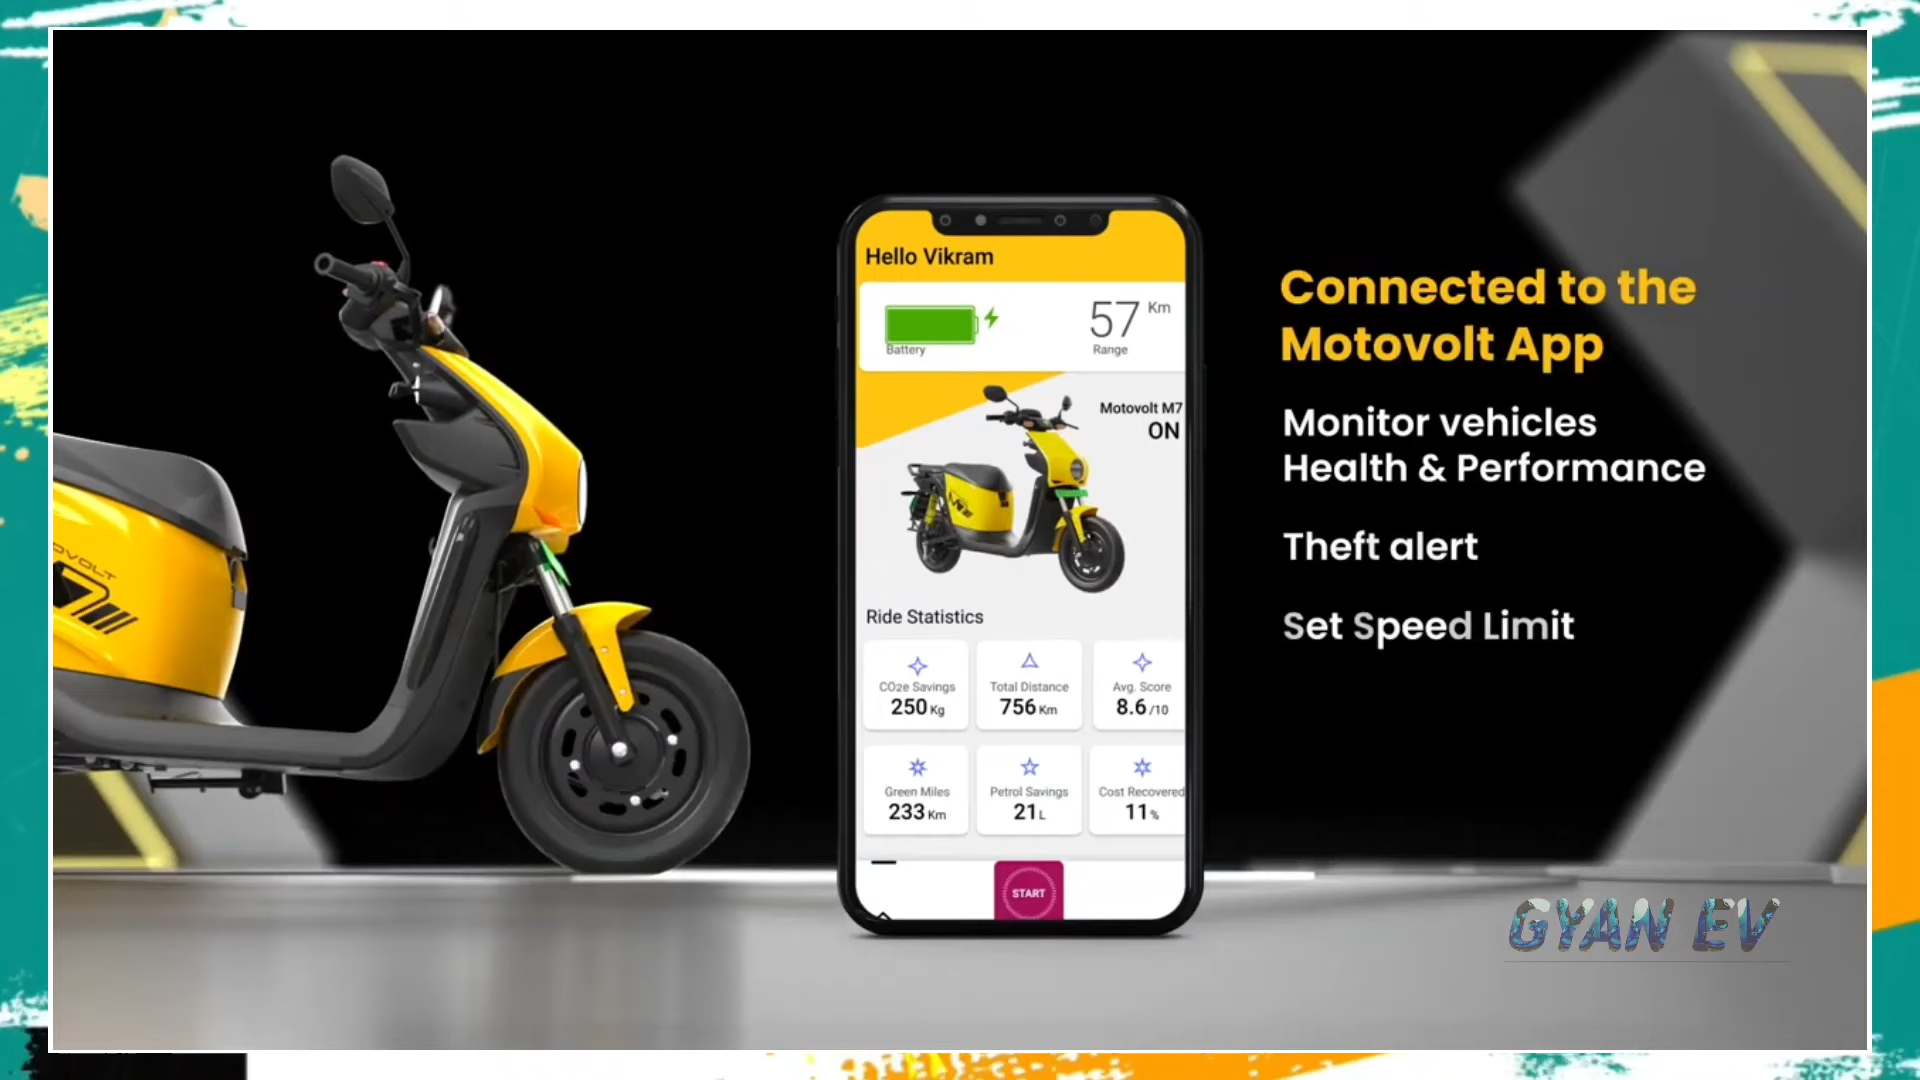 Hello Vikram
Battery
57 Km
Range
Motovolt M7
ON
Ride Statistics
CO2e Savings
250 Kg
Total Distance
756 Km
Avg. Score
8.6 /10
Green Miles
233 Km
Petrol Savings
21 L
Cost Recovered
11 %
START
Connected to the
Motovolt App
Monitor vehicles
Health & Performance
Theft alert
Set Speed Limit
OVOLT
GYAN EV